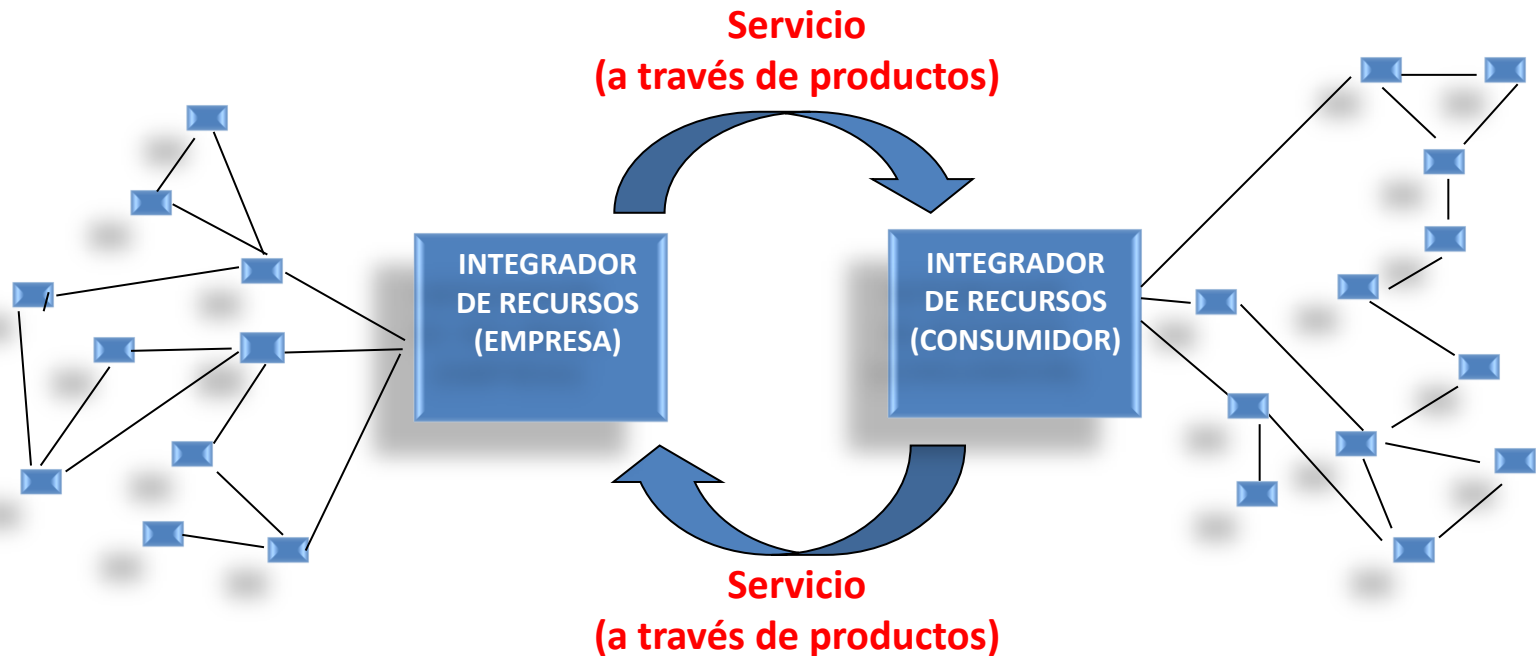 Servicio
(a través de productos)
INTEGRADOR
DE RECURSOS
(EMPRESA)
INTEGRADOR
DE RECURSOS
(CONSUMIDOR)
Servicio
(a través de productos)